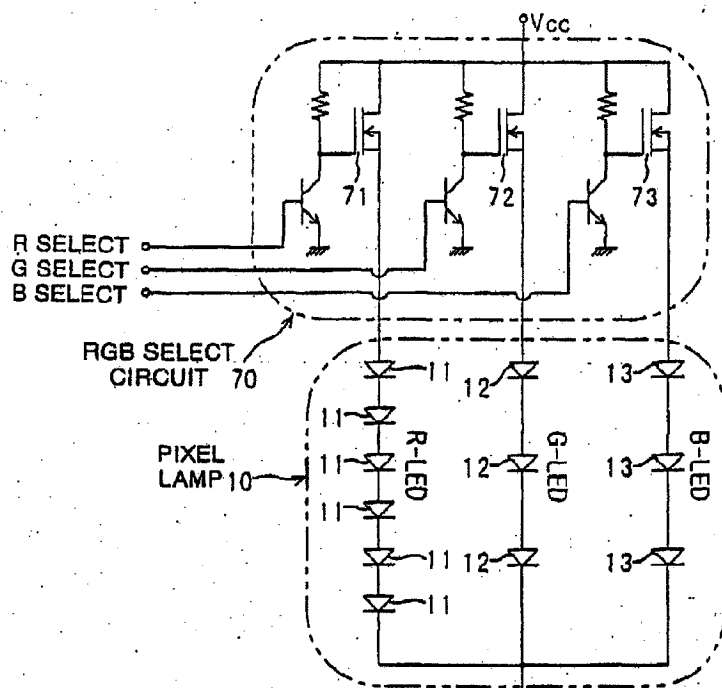 Vcc
71
72
73
R SELECT
G SELECT
B SELECT
RGB SELECT
CIRCUIT 70
11
12
13
11
PIXEL
LAMP 10
11
R-LED
12
G-LED
13
B-LED
11
11
12
13
11